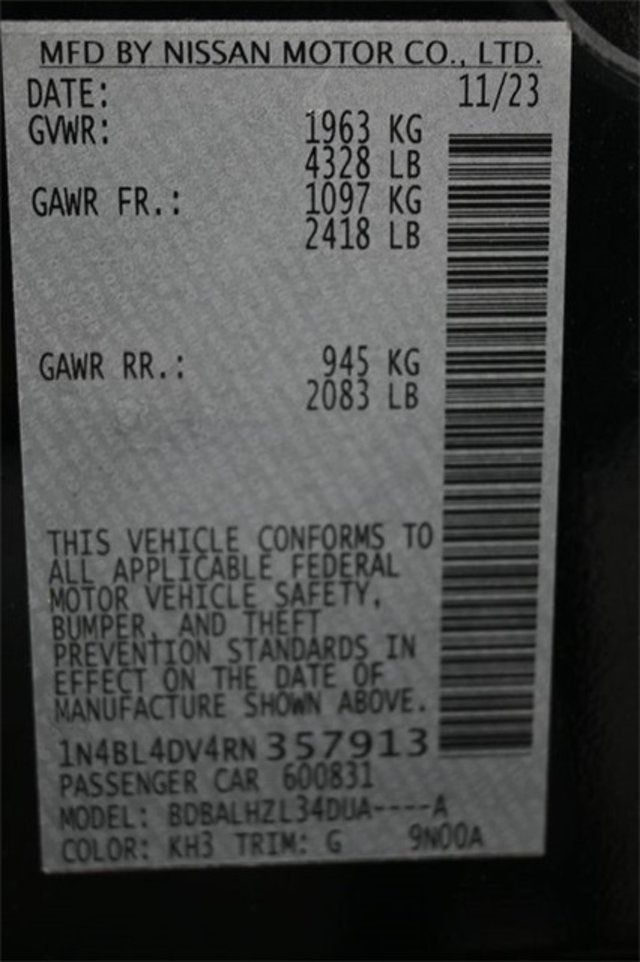 MFD BY NISSAN MOTOR CO., LTD.
DATE: 11/23
GVWR: 1963 KG
4328 LB
GAWR FR.: 1097 KG
2418 LB
GAWR RR.: 945 KG
2083 LB
THIS VEHICLE CONFORMS TO
ALL APPLICABLE FEDERAL
MOTOR VEHICLE SAFETY,
BUMPER, AND THEFT
PREVENTION STANDARDS IN
EFFECT ON THE DATE OF
MANUFACTURE SHOWN ABOVE.
1N4BL4DV4RN 357913
PASSENGER CAR 600831
MODEL: BDBALHZL34DUA----A
COLOR: KH3 TRIM: G 9N00A